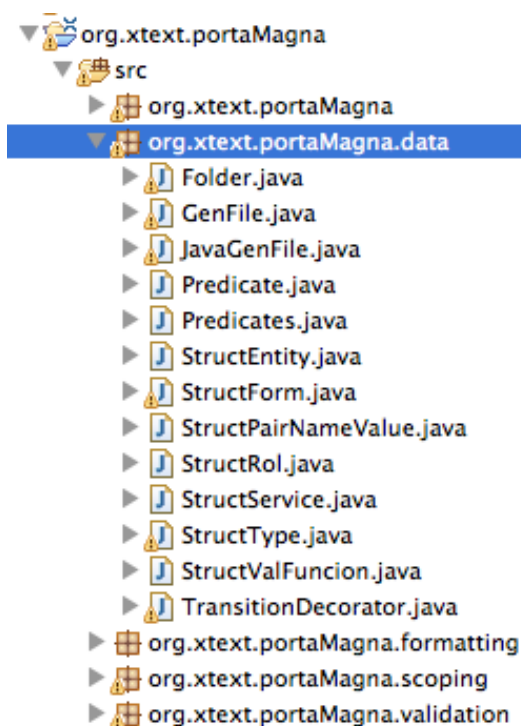 org.xtext.portaMagna
src
org.xtext.portaMagna
org.xtext.portaMagna.data
Folder.java
GenFile.java
JavaGenFile.java
Predicate.java
Predicates.java
StructEntity.java
StructForm.java
StructPairNameValue.java
StructRol.java
StructService.java
StructType.java
StructValFuncion.java
TransitionDecorator.java
org.xtext.portaMagna.formatting
org.xtext.portaMagna.scoping
org.xtext.portaMagna.validation